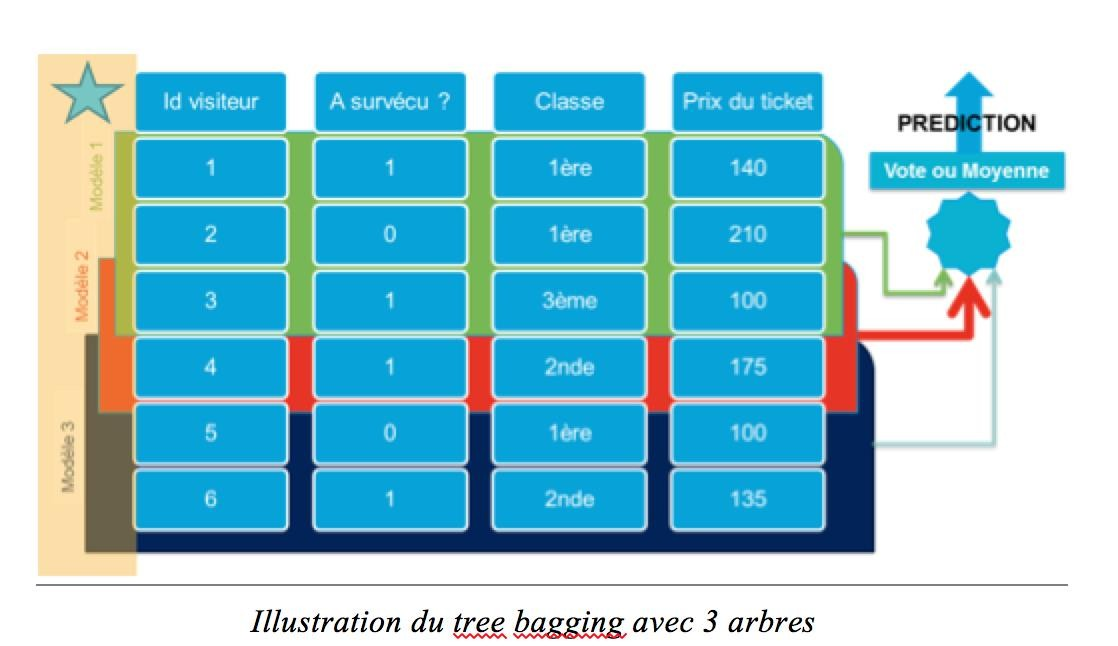 Id visiteur A survécu ? Classe Prix du ticket
PREDICTION
Vote ou Moyenne
Modèle 1
1 1 1ère 140
2 0 1ère 210
Modèle 2
3 1 3ème 100
4 1 2nde 175
Modèle 3
5 0 1ère 100
6 1 2nde 135
Illustration du tree bagging avec 3 arbres